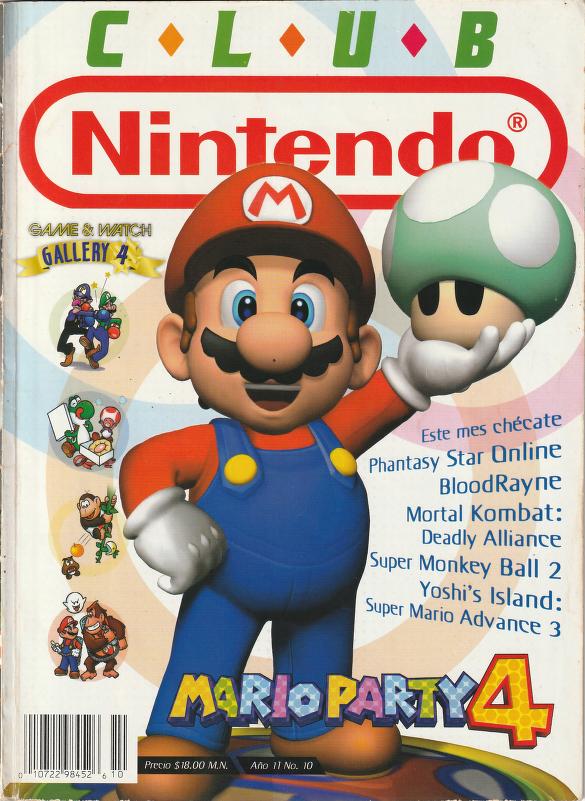 CLUB
Nintendo®
GAME & WATCH
GALLERY 4
M
Este mes chécate
Phantasy Star Online
BloodRayne
Mortal Kombat:
Deadly Alliance
Super Monkey Ball 2
Yoshi's Island:
Super Mario Advance 3
MARIO PARTY 4
0 10722 98452 6 10
Precio $18.00 M.N. Año 11 No. 10